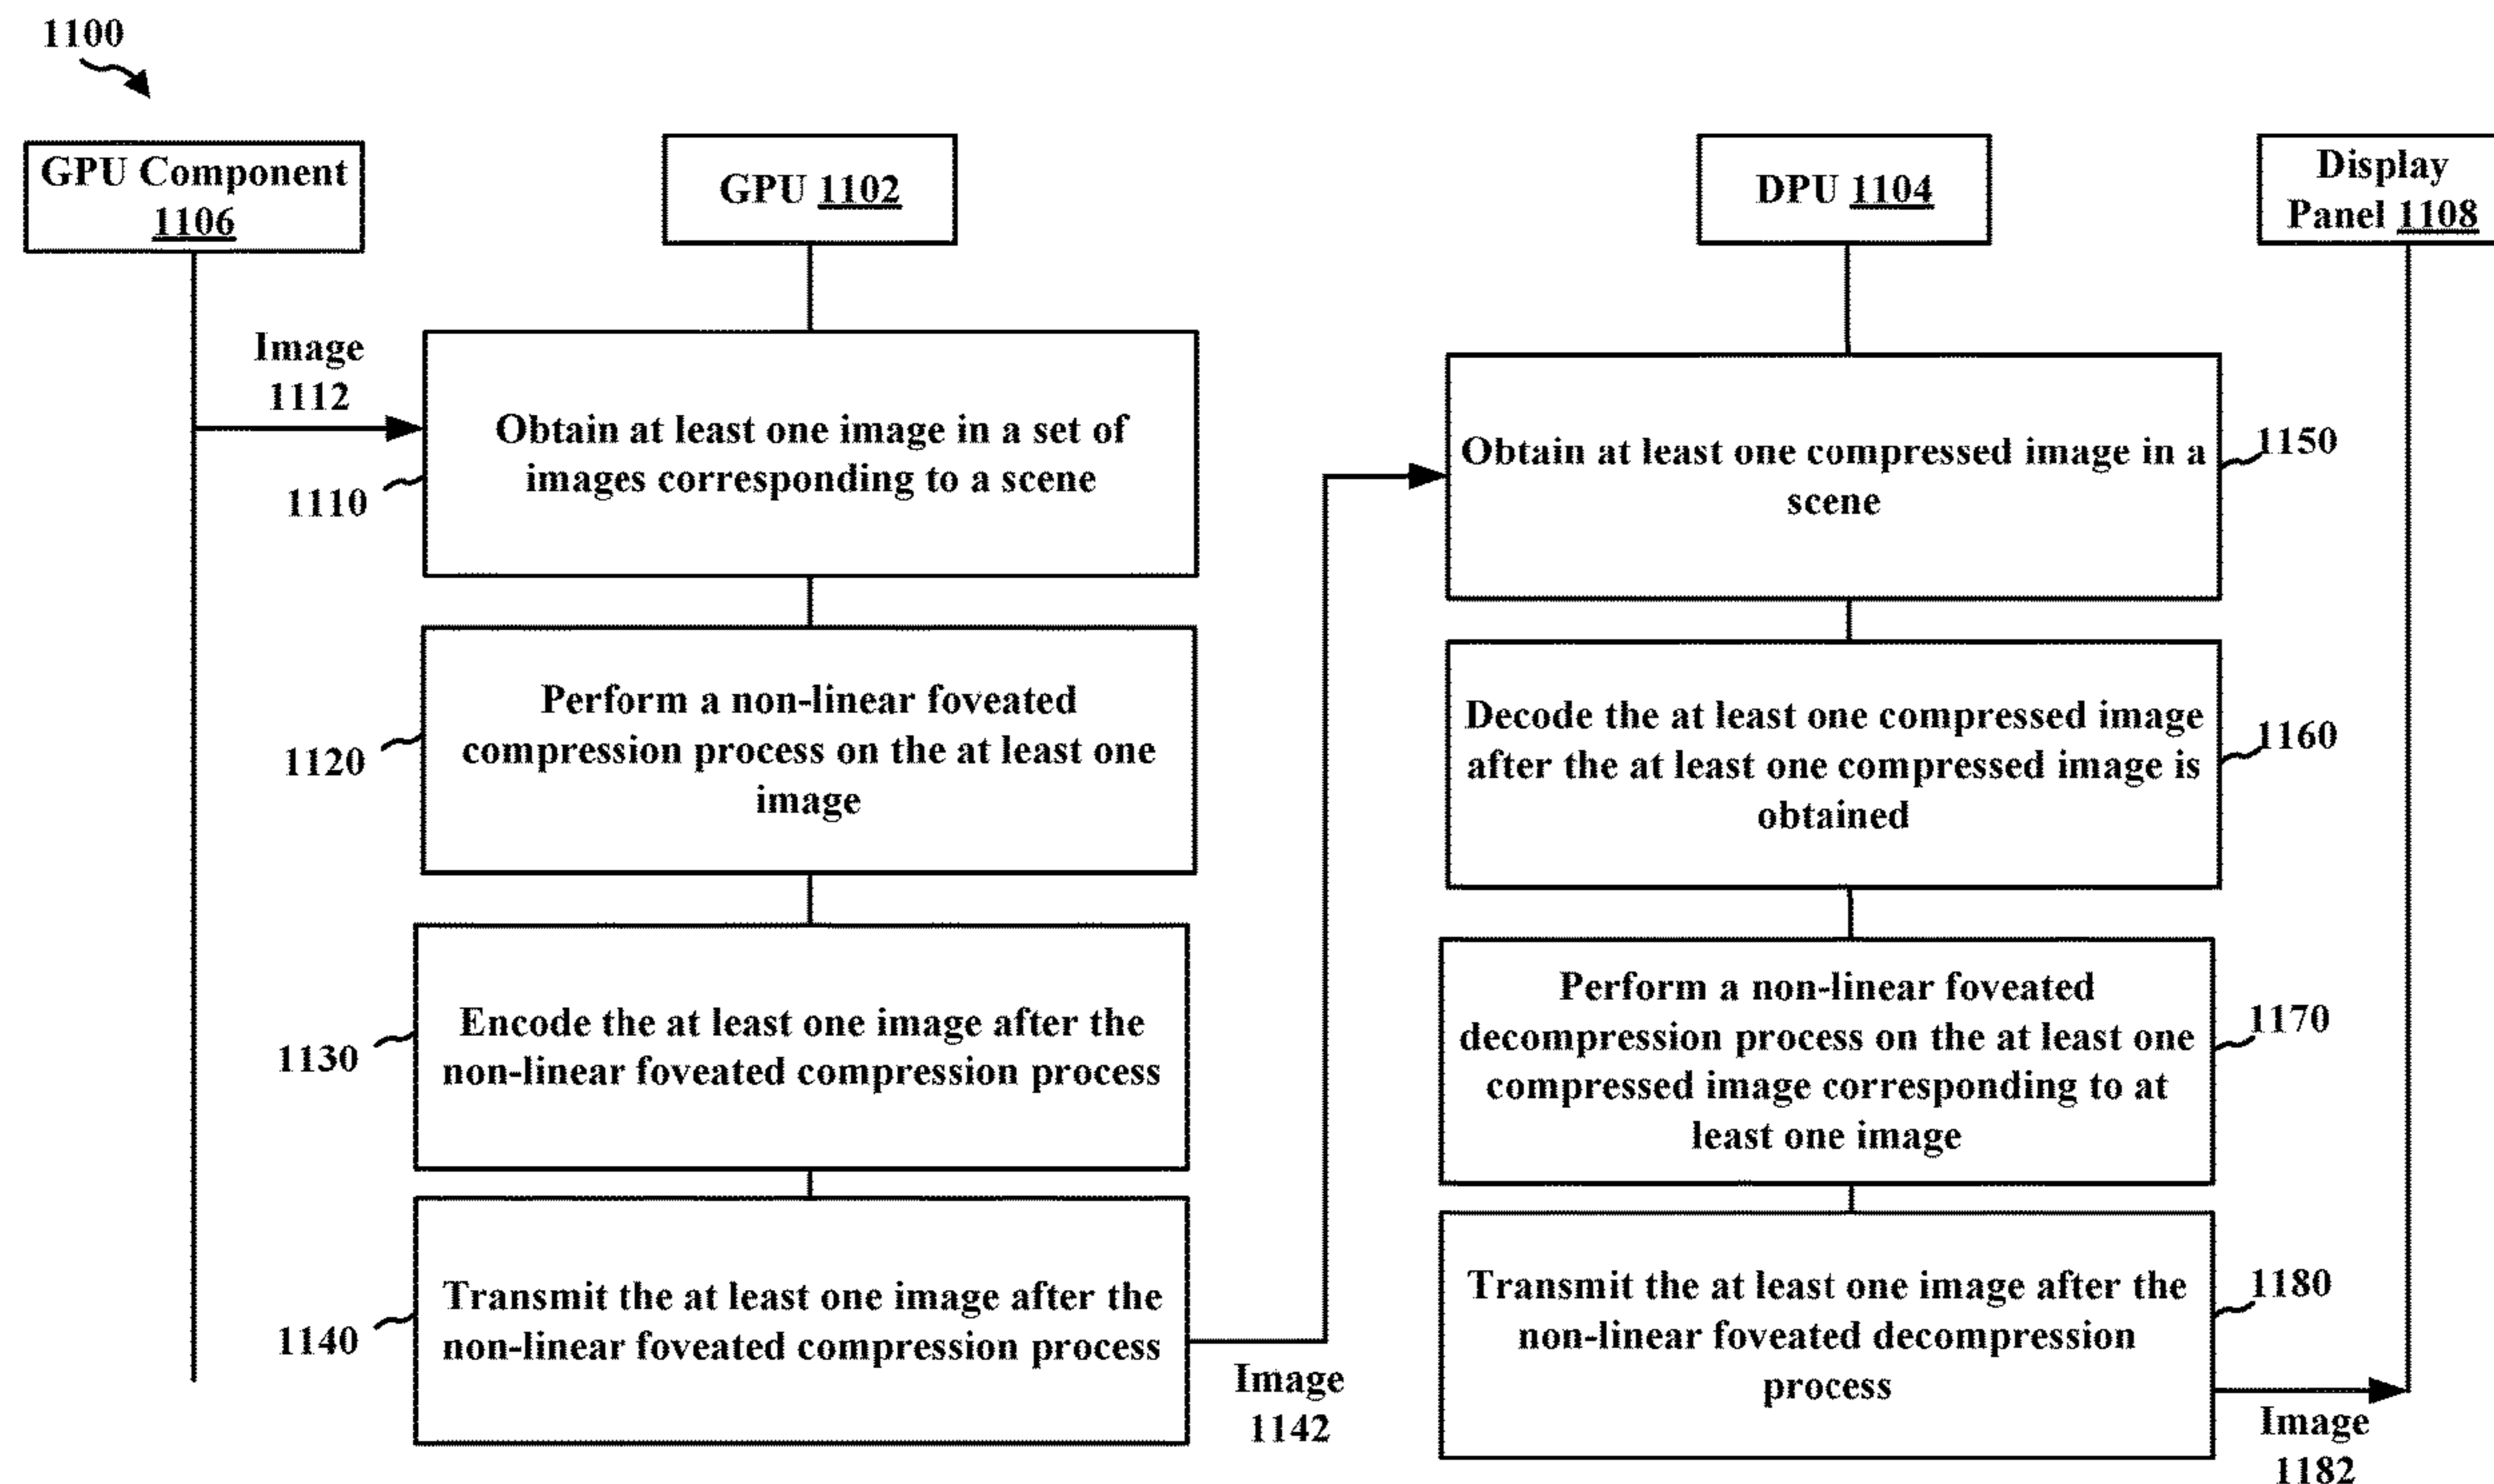 1100
GPU Component
1106
GPU 1102
DPU 1104
Display
Panel 1108
Image
1112
Obtain at least one image in a set of
images corresponding to a scene
1110
Perform a non-linear foveated
compression process on the at least one
image
1120
Encode the at least one image after the
non-linear foveated compression process
1130
Transmit the at least one image after the
non-linear foveated compression process
1140
Image
1142
Obtain at least one compressed image in a
scene
1150
Decode the at least one compressed image
after the at least one compressed image is
obtained
1160
Perform a non-linear foveated
decompression process on the at least one
compressed image corresponding to at
least one image
1170
Transmit the at least one image after the
non-linear foveated decompression
process
1180
Image
1182